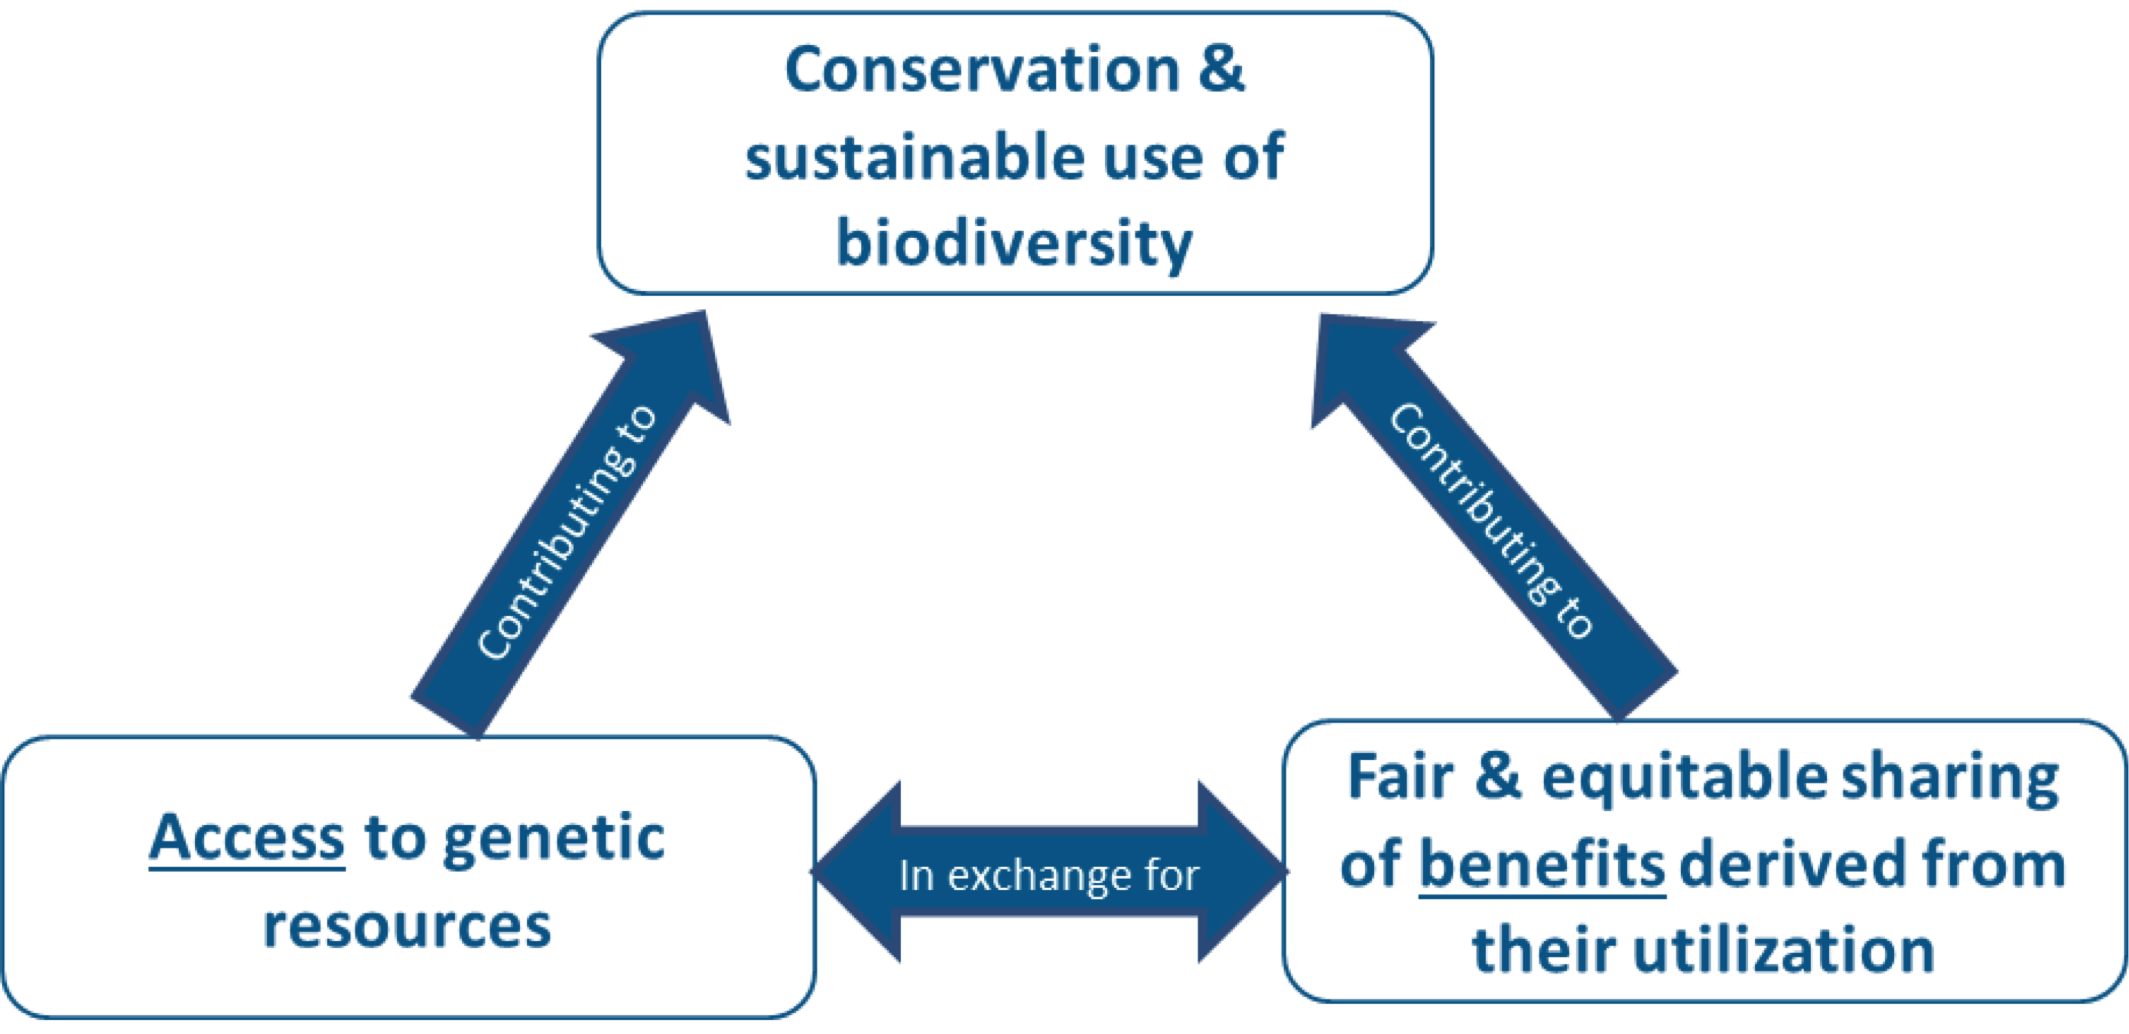 Conservation &
sustainable use of
biodiversity
Contributing to
Contributing to
Access to genetic
resources
In exchange for
Fair & equitable sharing
of benefits derived from
their utilization